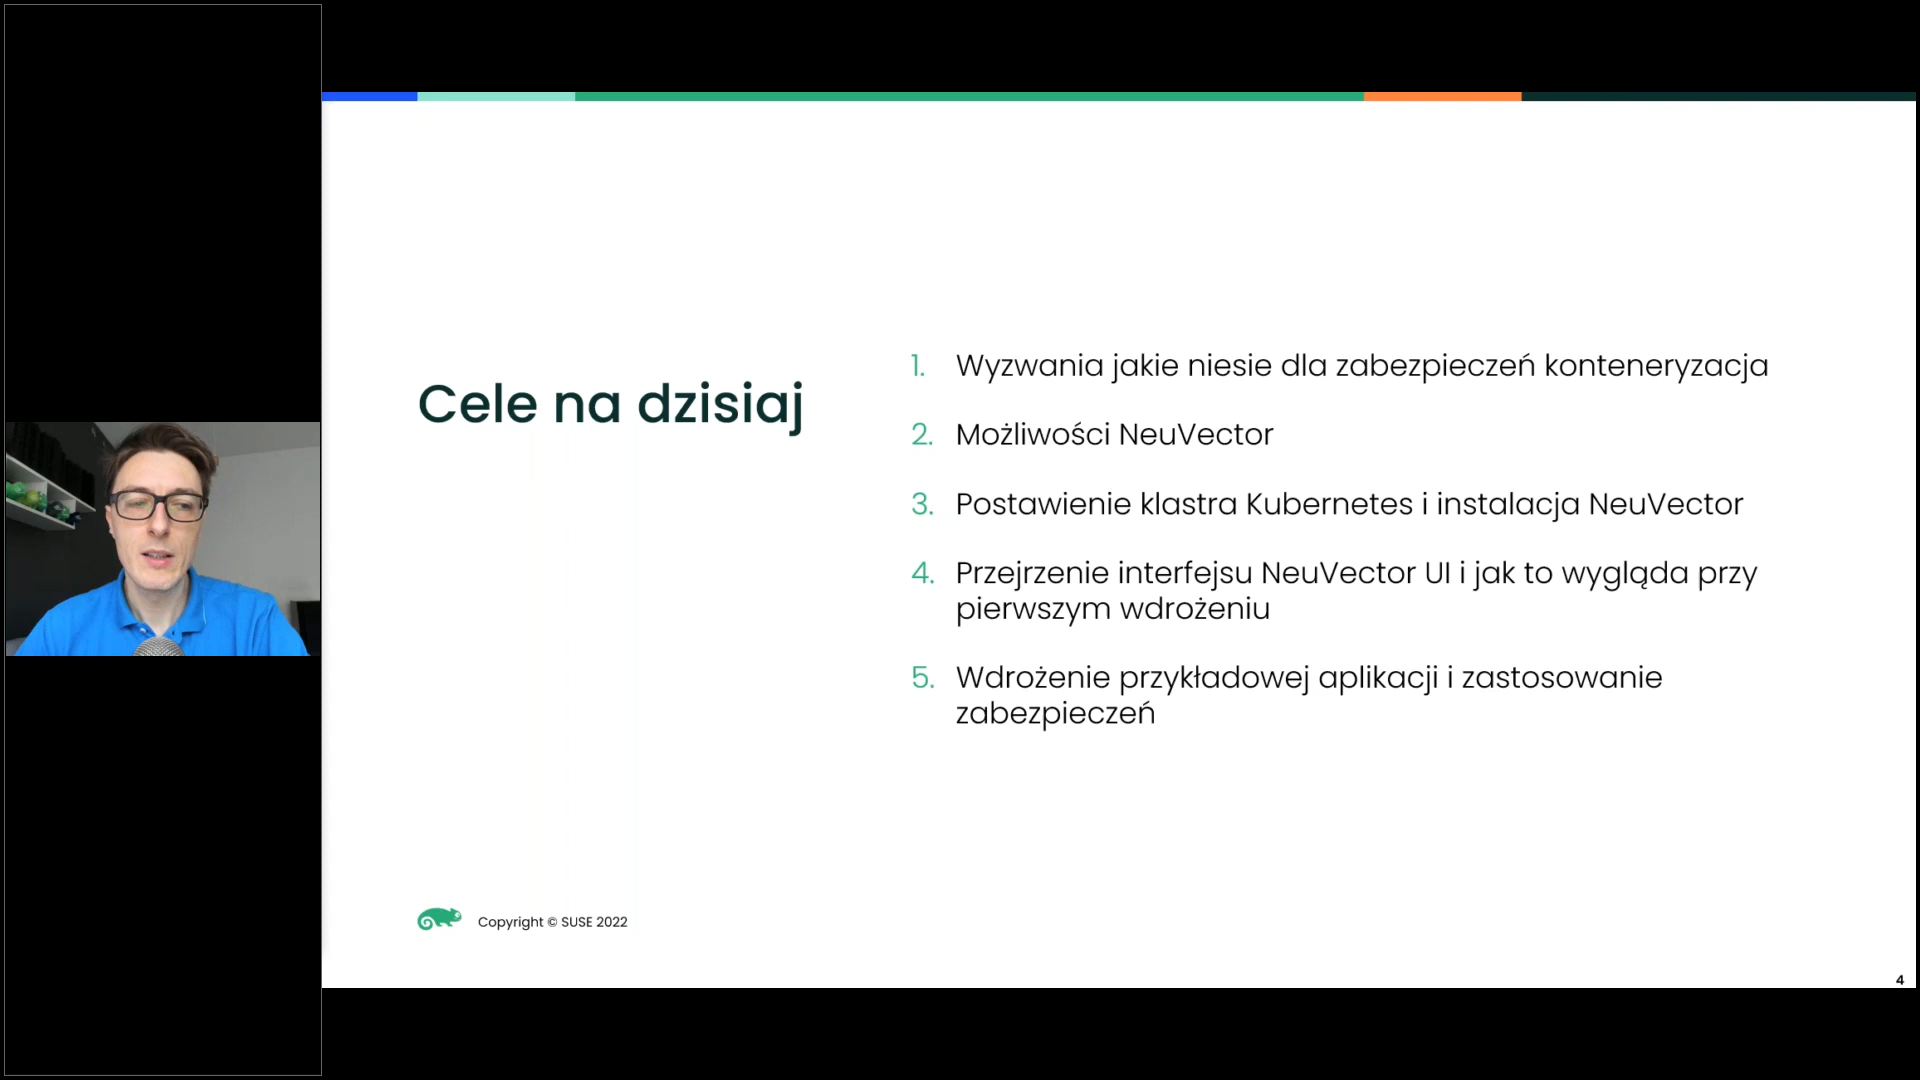 Cele na dzisiaj
1. Wyzwania jakie niesie dla zabezpieczeń konteneryzacja
2. Możliwości NeuVector
3. Postawienie klastra Kubernetes i instalacja NeuVector
4. Przejrzenie interfejsu NeuVector UI i jak to wygląda przy
pierwszym wdrożeniu
5. Wdrożenie przykładowej aplikacji i zastosowanie
zabezpieczeń
Copyright © SUSE 2022
4